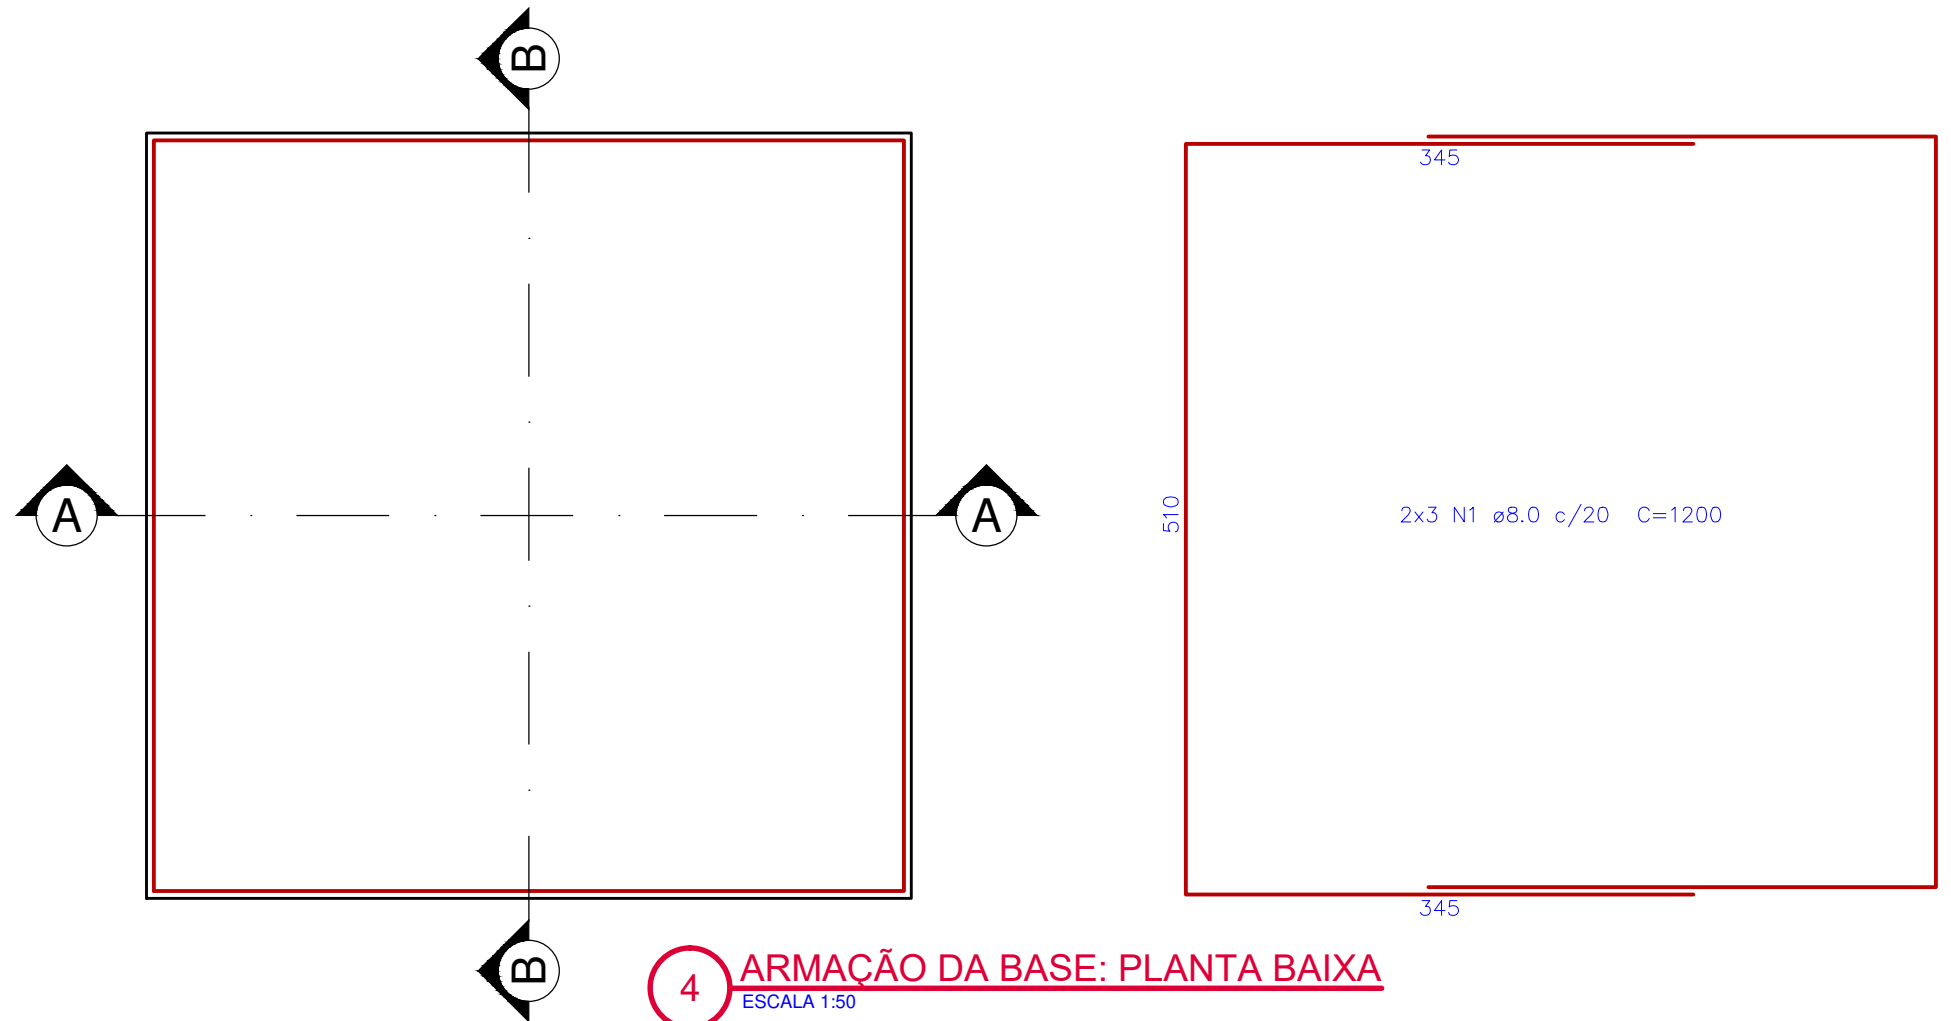 B
345
A
A
510
2x3 N1 ø8.0 c/20 C=1200
345
B
4
ARMAÇÃO DA BASE: PLANTA BAIXA
ESCALA 1:50